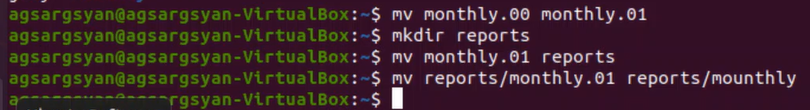 agsargsyan@agsargsyan-VirtualBox:~$ mv monthly.00 monthly.01
agsargsyan@agsargsyan-VirtualBox:~$ mkdir reports
agsargsyan@agsargsyan-VirtualBox:~$ mv monthly.01 reports
agsargsyan@agsargsyan-VirtualBox:~$ mv reports/monthly.01 reports/mounthly
agsargsyan@agsargsyan-VirtualBox:~$